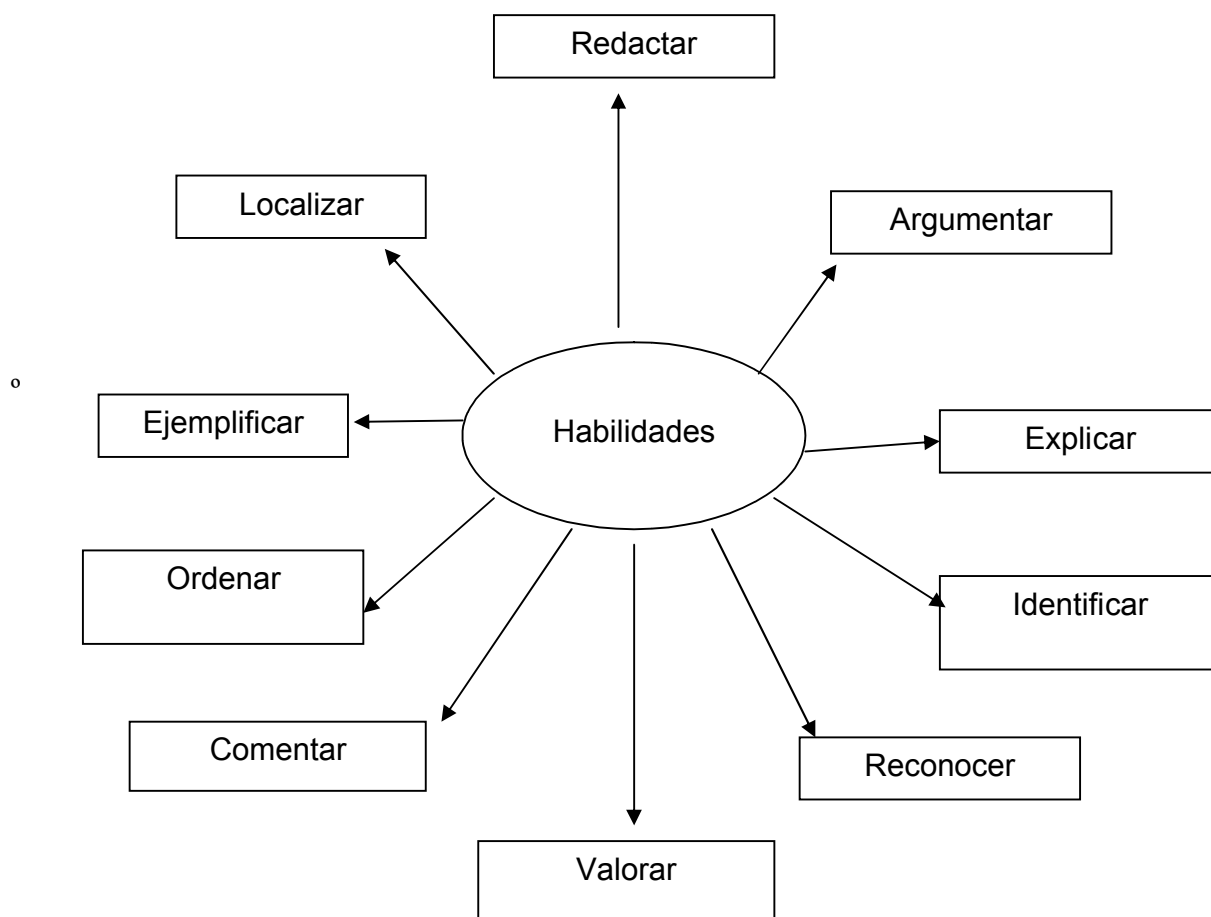 Redactar
Localizar
Argumentar
º
Ejemplificar
Habilidades
Explicar
Ordenar
Identificar
Comentar
Reconocer
Valorar